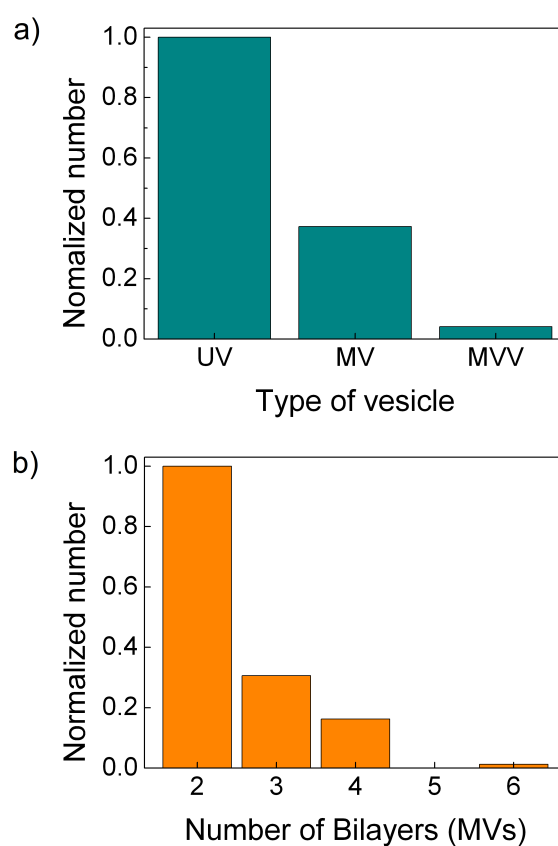 a)
Nomalized number
1.0
0.8
0.6
0.4
0.2
0.0
UV MV MVV
Type of vesicle
b)
Normalized number
1.0
0.8
0.6
0.4
0.2
0.0
2 3 4 5 6
Number of Bilayers (MVs)